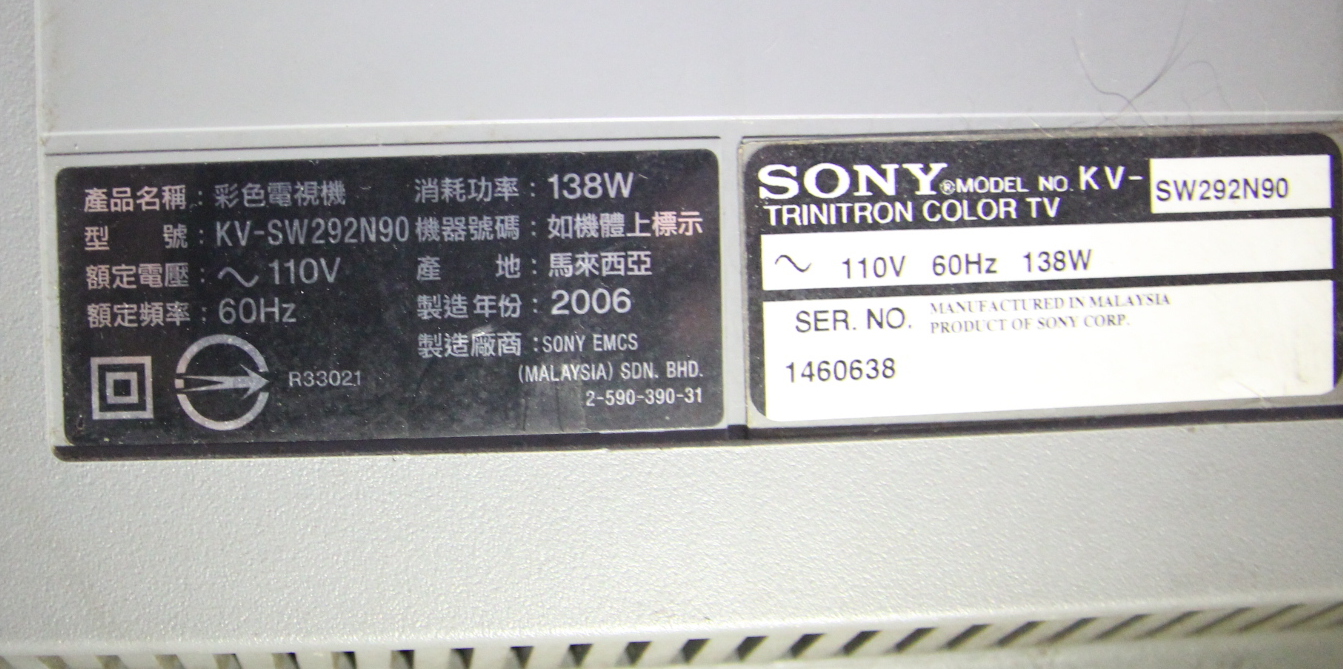 產品名稱：彩色電視機
型 號：KV-SW292N90
額定電壓：～ 110V
額定頻率：60Hz
R33021
消耗功率：138W
機器號碼：如機體上標示
產 地：馬來西亞
製造年份：2006
製造廠商：SONY EMCS
(MALAYSIA) SDN. BHD.
2-590-390-31
SONY® MODEL NO. KV-SW292N90
TRINITRON COLOR TV
～ 110V 60Hz 138W
SER. NO.
MANUFACTURED IN MALAYSIA
PRODUCT OF SONY CORP.
1460638